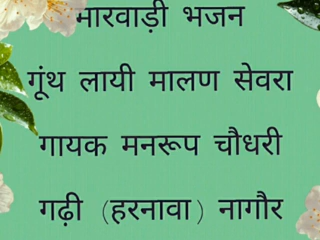 मारवाड़ी भजन
गूंथ लायी मालण सेवरा
गायक मनरूप चौधरी
गढ़ी (हरनावा) नागौर